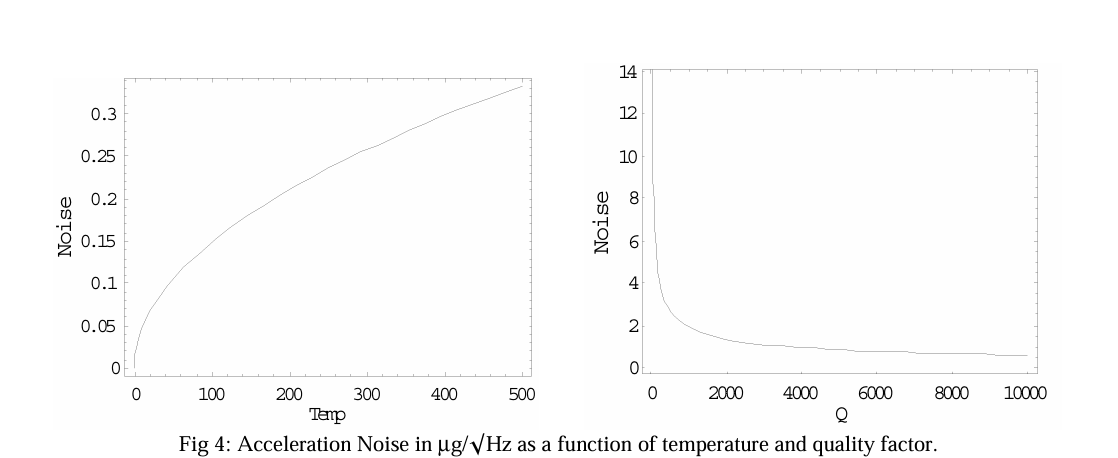 0.3
0.25
0.2
0.15
0.1
0.05
0
Noise
0 100 200 300 400 500
Temp
14
12
10
8
6
4
2
0
Noise
0 2000 4000 6000 8000 10000
Q
Fig 4: Acceleration Noise in μg/√Hz as a function of temperature and quality factor.